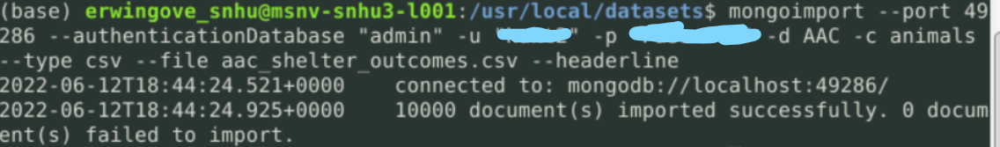 (base) erwingove_snhu@msnv-snhu3-l001:/usr/local/datasets$ mongoimport --port 49
286 --authenticationDatabase "admin" -u " " -p -d AAC -c animals
--type csv --file aac_shelter_outcomes.csv --headerline
2022-06-12T18:44:24.521+0000    connected to: mongodb://localhost:49286/
2022-06-12T18:44:24.925+0000    10000 document(s) imported successfully. 0 docum
ent(s) failed to import.